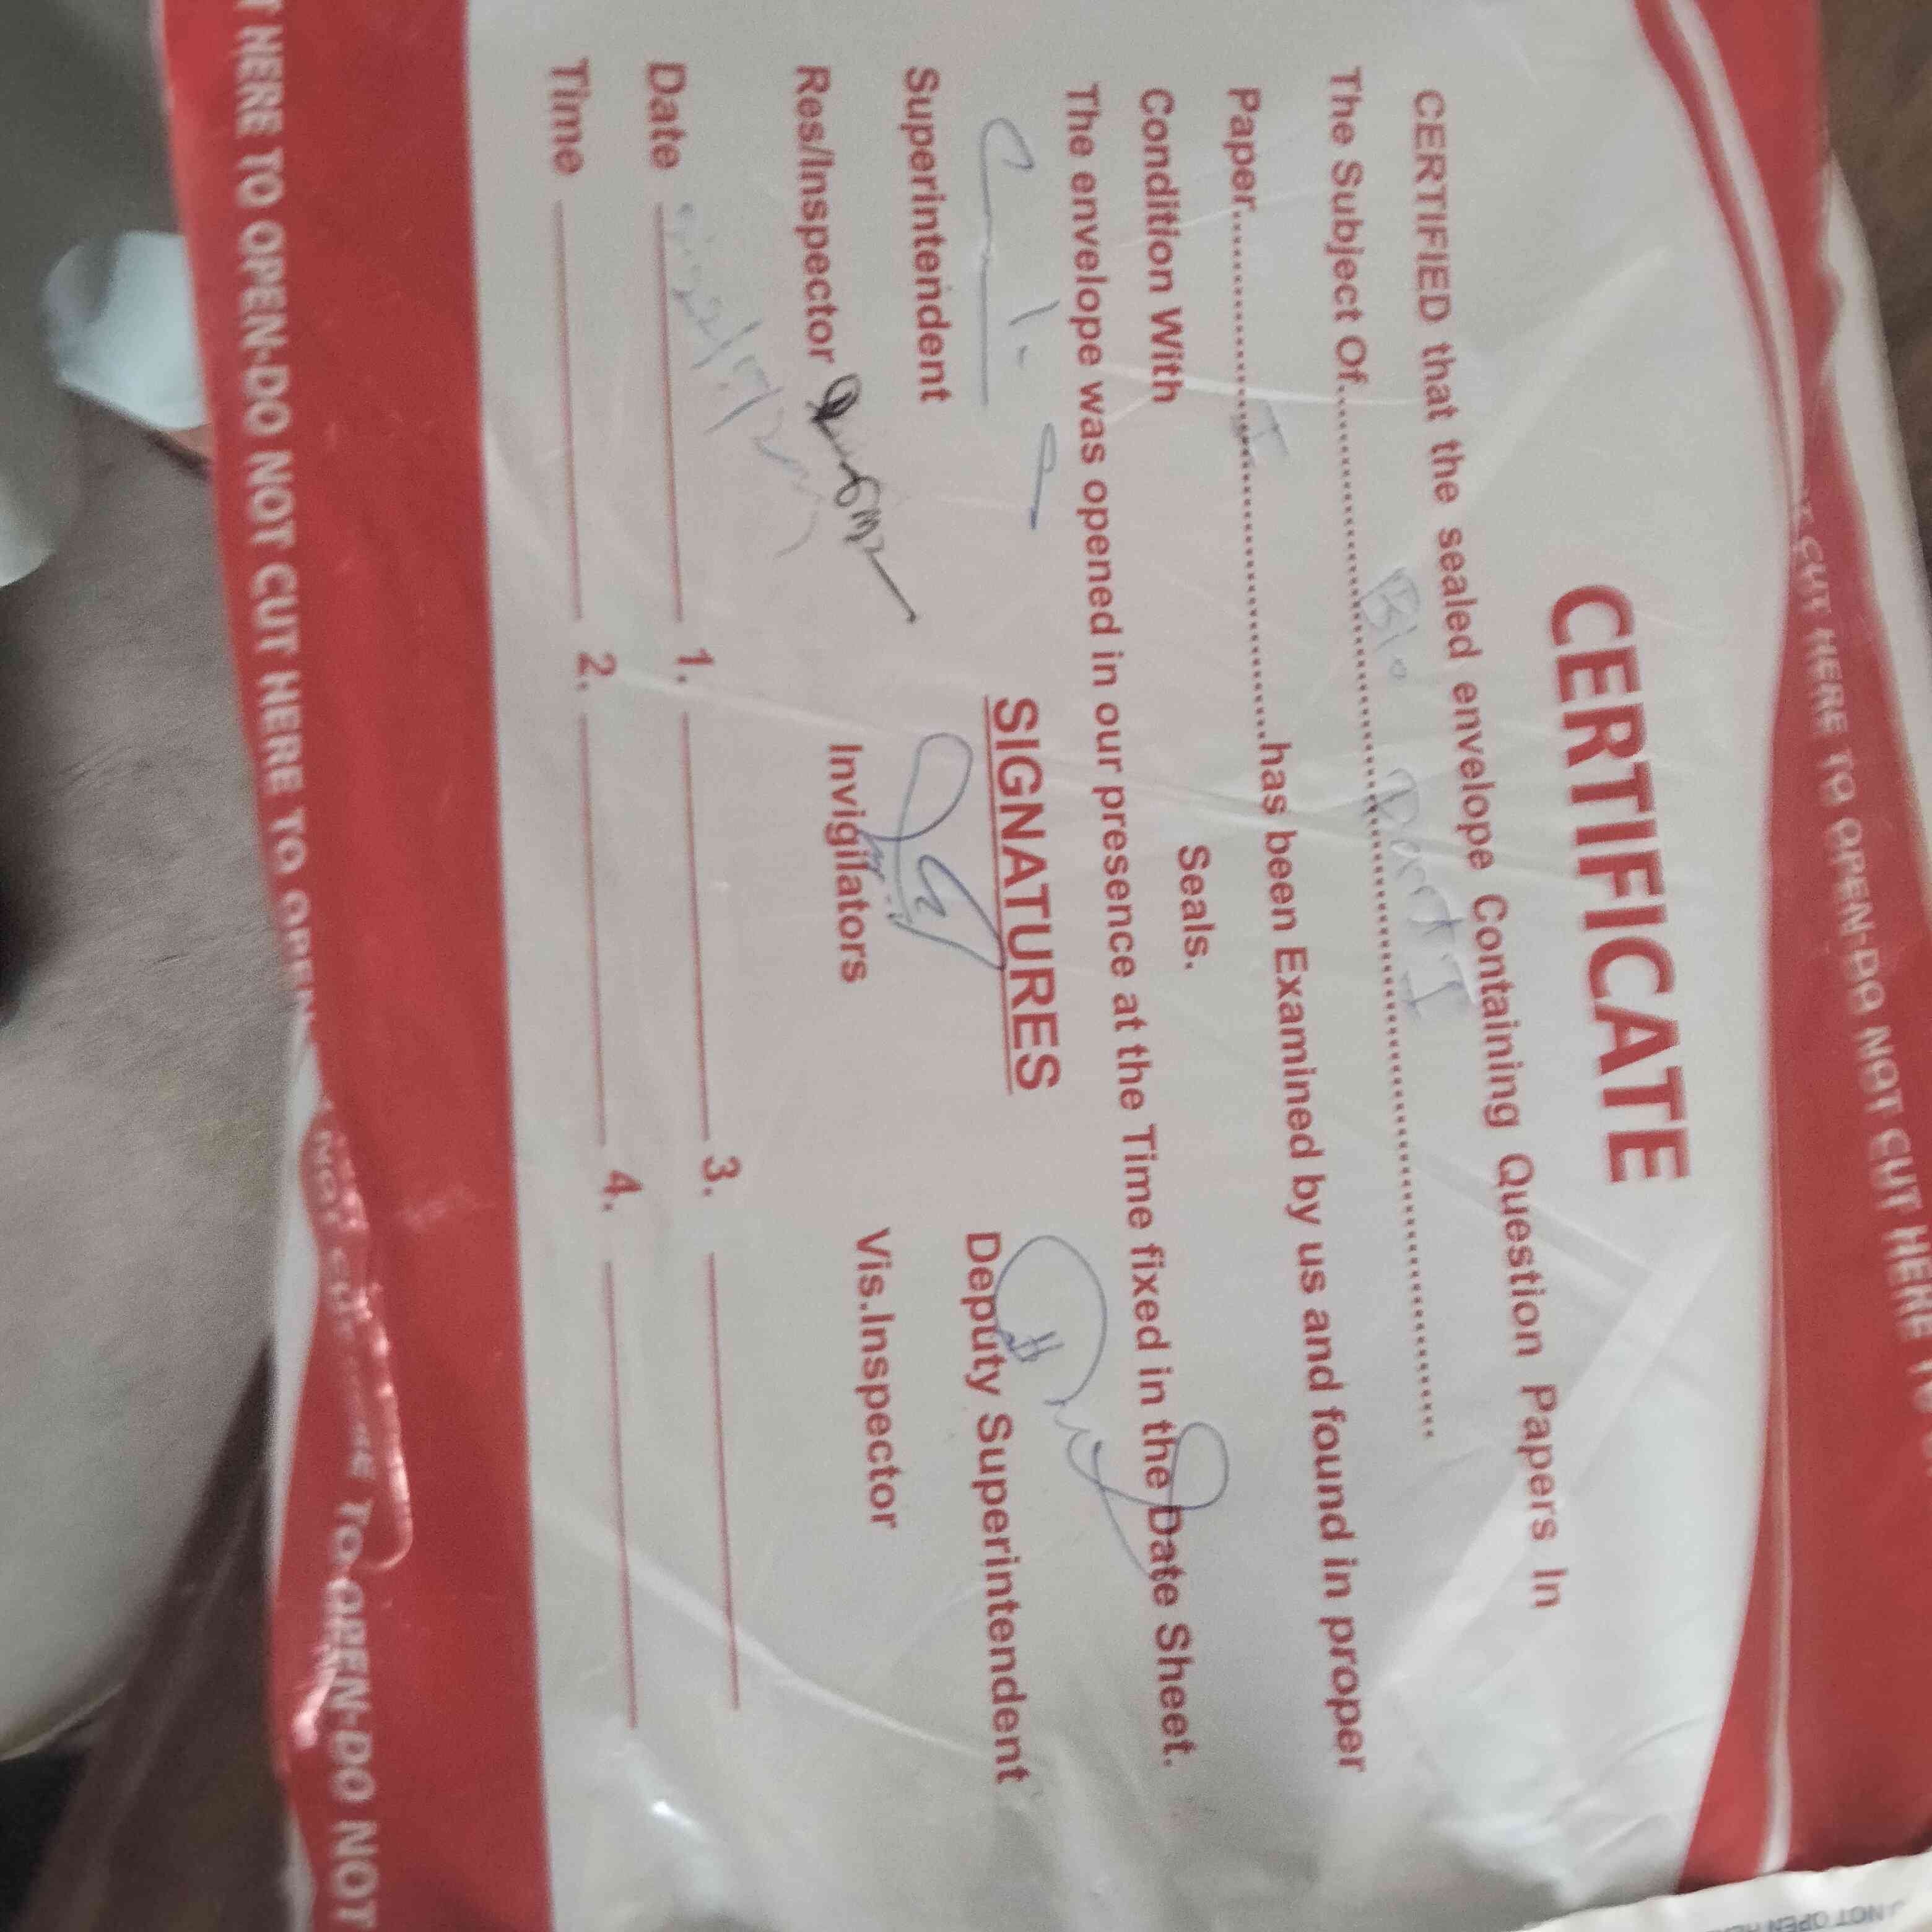 CUT HERE TO OPEN-DO NOT CUT HERE TO
CERTIFICATE
CERTIFIED that the sealed envelope Containing Question Papers In
The Subject Of.......... Bio Part I ..........
Paper.......... I ..........has been Examined by us and found in proper
Condition With Seals.
The envelope was opened in our presence at the Time fixed in the Date Sheet.
SIGNATURES
Superintendent Deputy Superintendent
Res/Inspector Invigilators Vis.Inspector
Date 1. 3.
Time 2. 4.
T HERE TO OPEN-DO NOT CUT HERE TO OPEN NOT TO OPEN-DO NOT
NOT OPEN